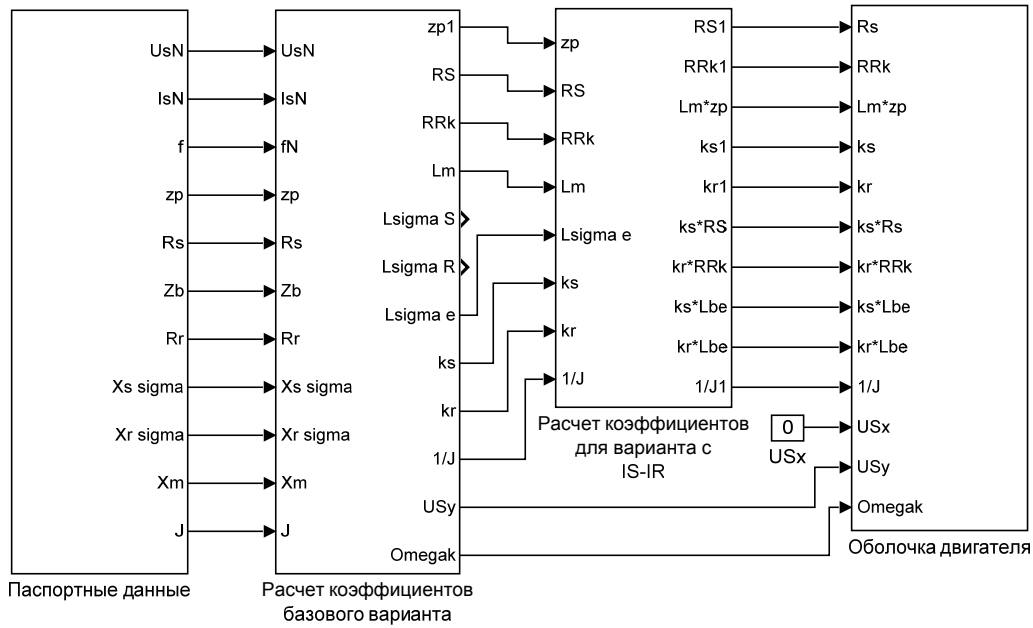 UsN
IsN
f
zp
Rs
Zb
Rr
Xs sigma
Xr sigma
Xm
J
Паспортные данные
UsN
IsN
fN
zp
Rs
Zb
Rr
Xs sigma
Xr sigma
Xm
J
zp1
RS
RRk
Lm
Lsigma S
Lsigma R
Lsigma e
ks
kr
1/J
USy
Omegak
Расчет коэффициентов
базового варианта
zp
RS
RRk
Lm
Lsigma e
ks
kr
1/J
RS1
RRk1
Lm*zp
ks1
kr1
ks*RS
kr*RRk
ks*Lbe
kr*Lbe
1/J1
Расчет коэффициентов
для варианта с
IS-IR
0
USx
Rs
RRk
Lm*zp
ks
kr
ks*Rs
kr*RRk
ks*Lbe
kr*Lbe
1/J
USx
USy
Omegak
Оболочка двигателя